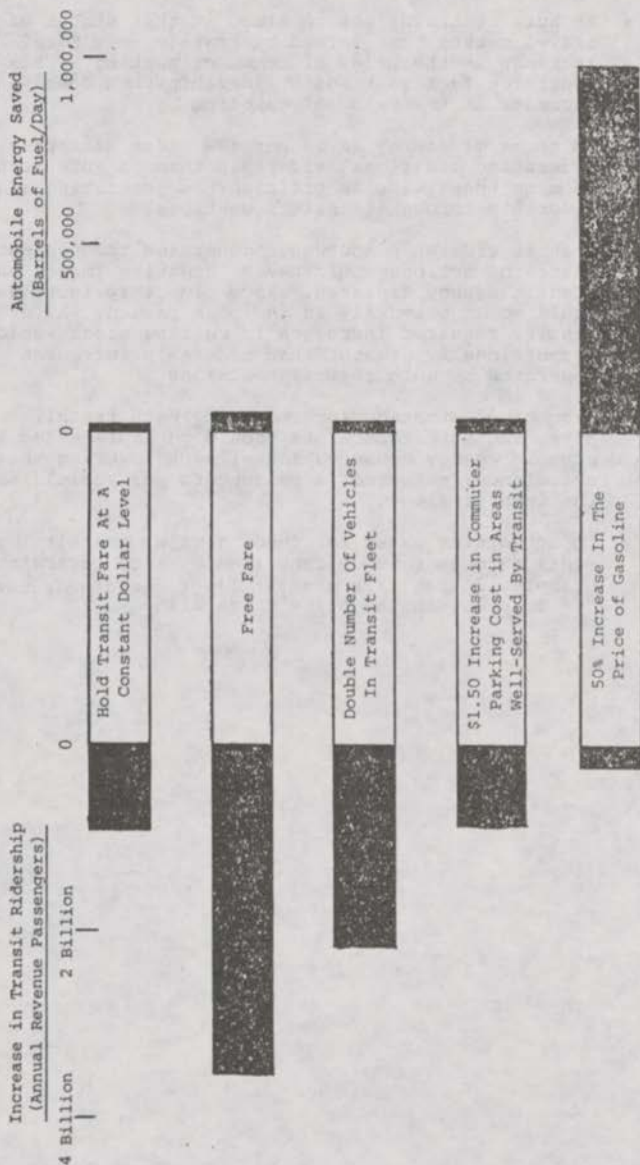 Increase in Transit Ridership
(Annual Revenue Passengers)
4 Billion
2 Billion
0
Automobile Energy Saved
(Barrels of Fuel/Day)
0
500,000
1,000,000
Hold Transit Fare At A
Constant Dollar Level
Free Fare
Double Number Of Vehicles
In Transit Fleet
$1.50 Increase in Commuter
Parking Cost in Areas
Well-Served By Transit
50% Increase In The
Price of Gasoline